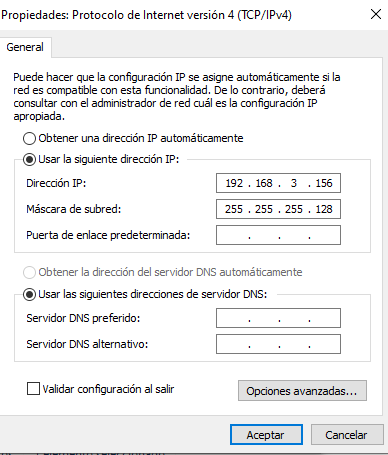 Propiedades: Protocolo de Internet versión 4 (TCP/IPv4)
General
Puede hacer que la configuración IP se asigne automáticamente si la
red es compatible con esta funcionalidad. De lo contrario, deberá
consultar con el administrador de red cuál es la configuración IP
apropiada.
Obtener una dirección IP automáticamente
Usar la siguiente dirección IP:
Dirección IP: 192 . 168 . 3 . 156
Máscara de subred: 255 . 255 . 255 . 128
Puerta de enlace predeterminada: . . .
Obtener la dirección del servidor DNS automáticamente
Usar las siguientes direcciones de servidor DNS:
Servidor DNS preferido: . . .
Servidor DNS alternativo: . . .
Validar configuración al salir
Opciones avanzadas...
Aceptar Cancelar